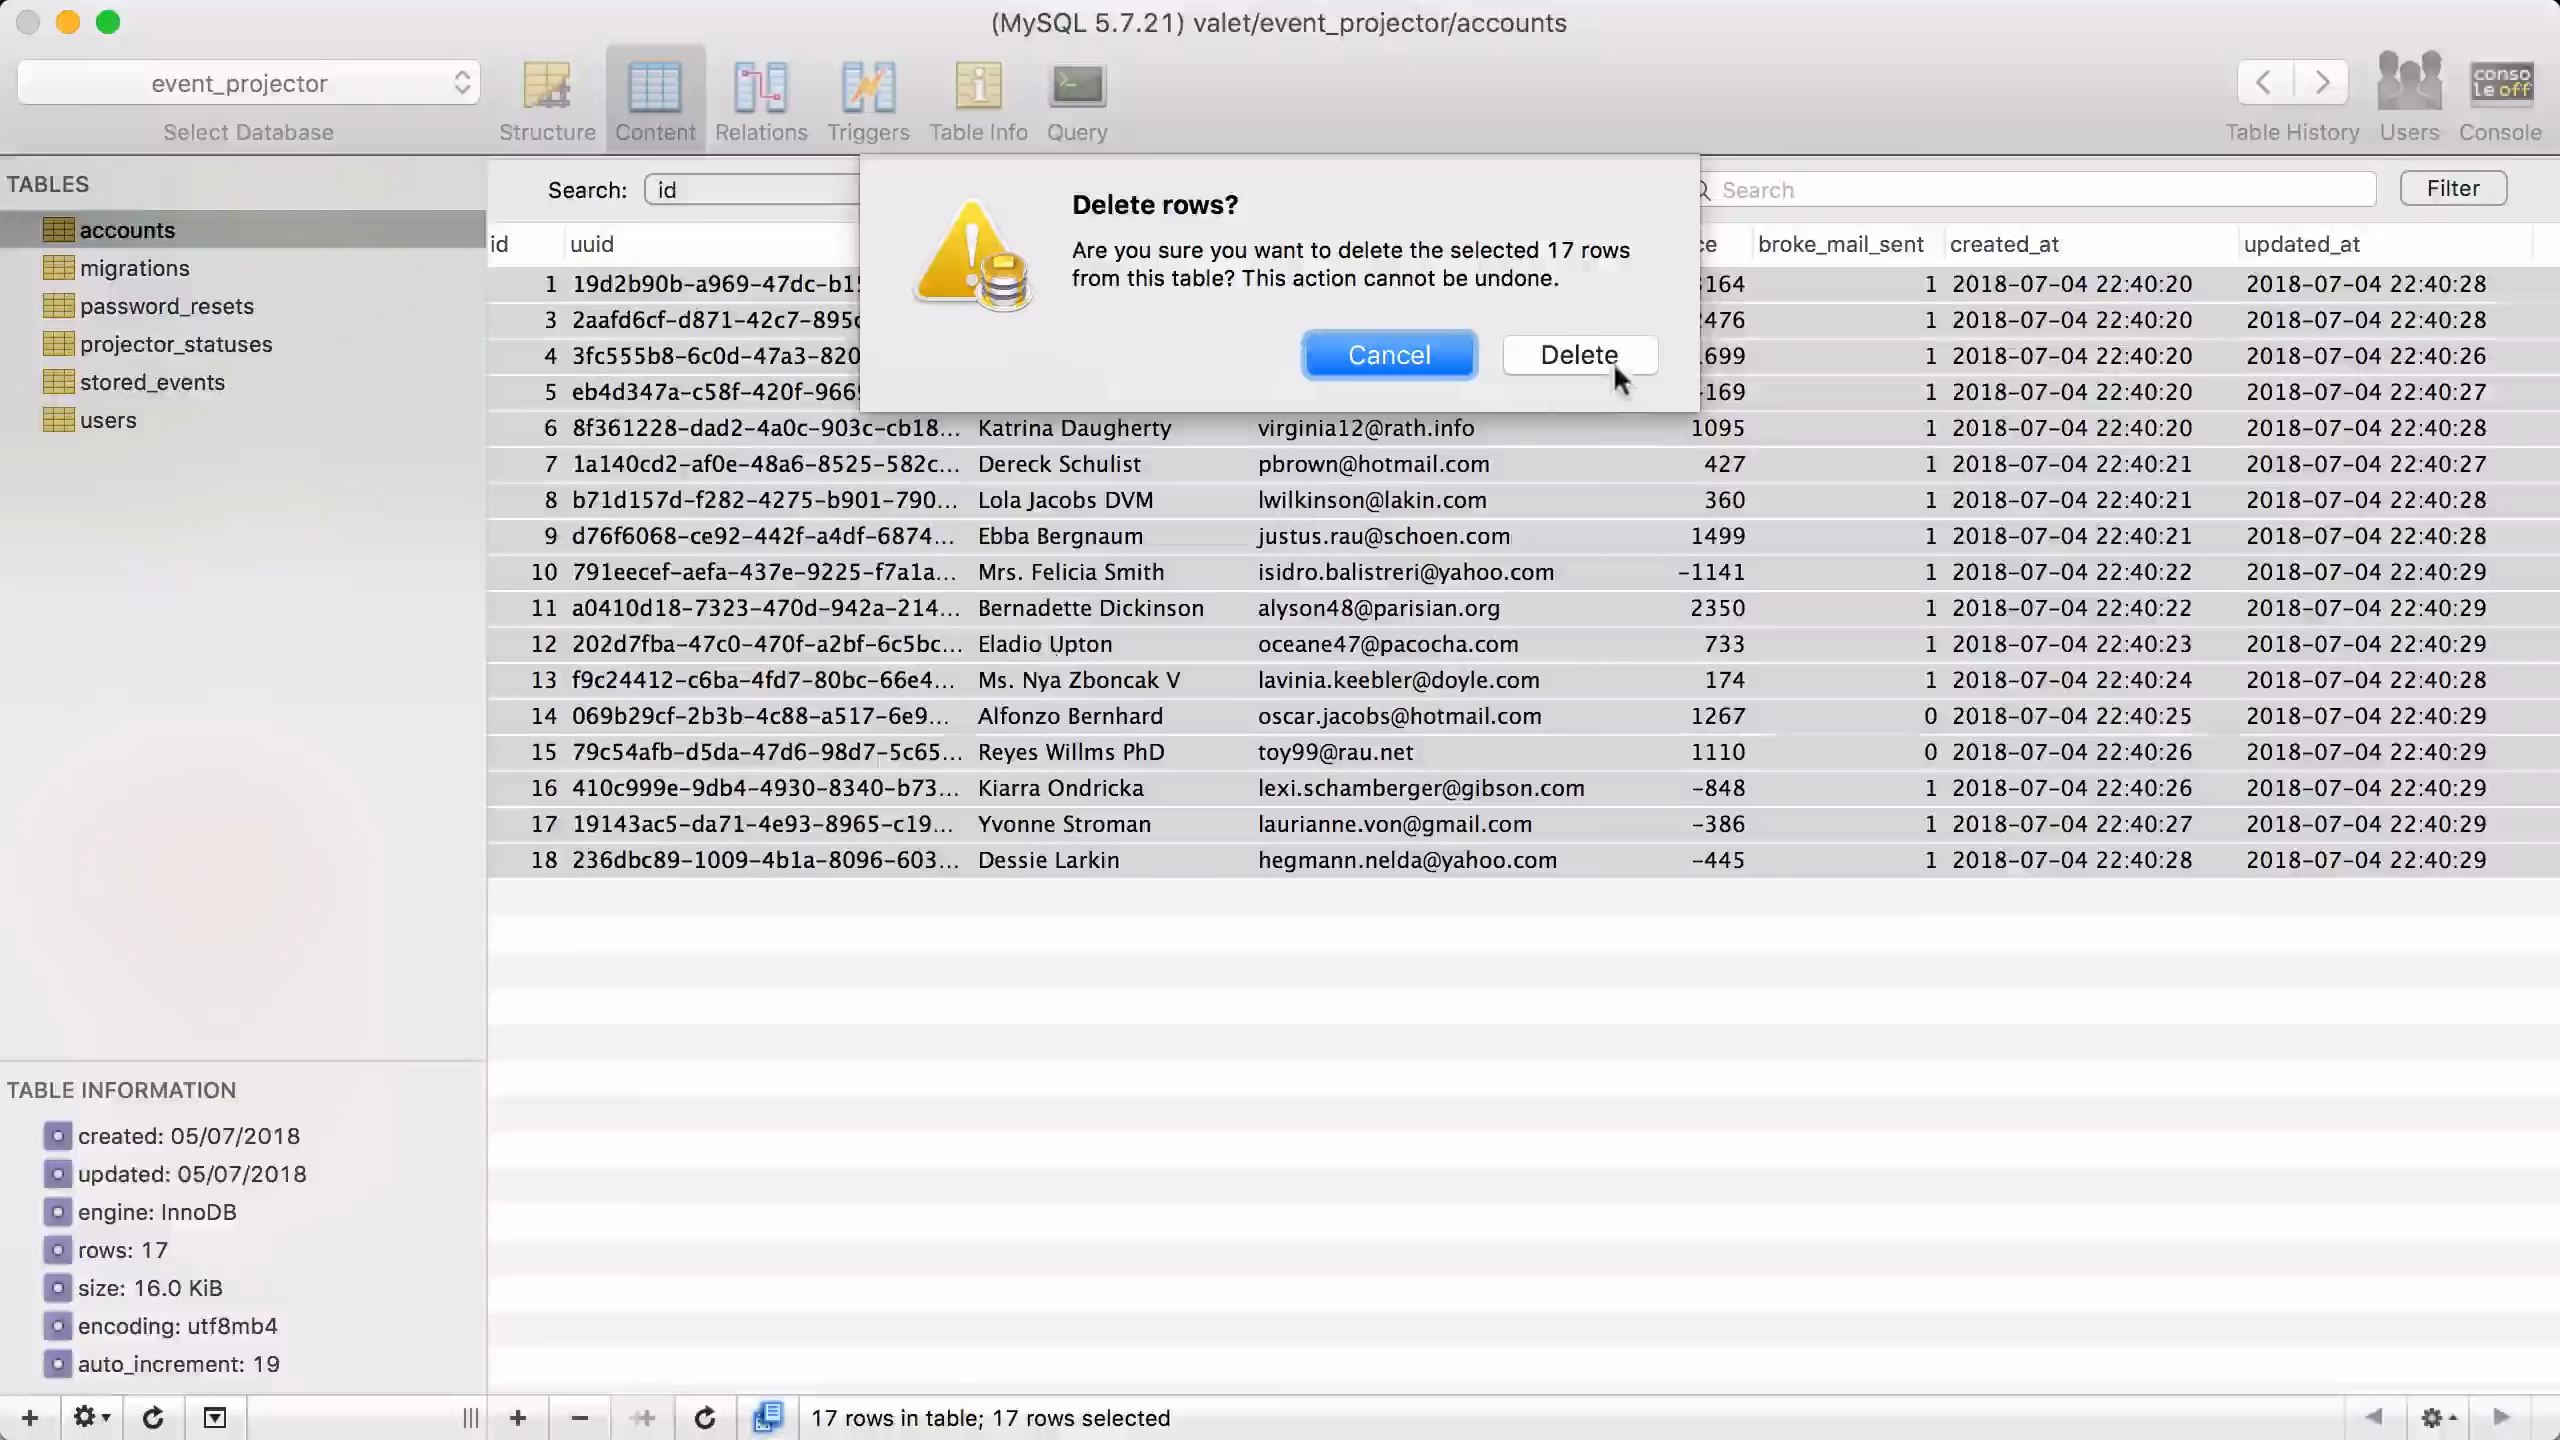 (MySQL 5.7.21) valet/event_projector/accounts
event_projector
Select Database
Structure
Content
Relations
Triggers
Table Info
Query
Table History
Users
conso
le off
Console
TABLES
accounts
migrations
password_resets
projector_statuses
stored_events
users
Search: id
Search
Filter
Delete rows?
Are you sure you want to delete the selected 17 rows
from this table? This action cannot be undone.
Cancel
Delete
id uuid broke_mail_sent created_at updated_at
1 19d2b90b-a969-47dc-b1 164 1 2018-07-04 22:40:20 2018-07-04 22:40:28
3 2aafd6cf-d871-42c7-895c 2476 1 2018-07-04 22:40:20 2018-07-04 22:40:28
4 3fc555b8-6c0d-47a3-820 699 1 2018-07-04 22:40:20 2018-07-04 22:40:26
5 eb4d347a-c58f-420f-966 169 1 2018-07-04 22:40:20 2018-07-04 22:40:27
6 8f361228-dad2-4a0c-903c-cb18... Katrina Daugherty virginia12@rath.info 1095 1 2018-07-04 22:40:20 2018-07-04 22:40:28
7 1a140cd2-af0e-48a6-8525-582c... Dereck Schulist pbrown@hotmail.com 427 1 2018-07-04 22:40:21 2018-07-04 22:40:27
8 b71d157d-f282-4275-b901-790... Lola Jacobs DVM lwilkinson@lakin.com 360 1 2018-07-04 22:40:21 2018-07-04 22:40:28
9 d76f6068-ce92-442f-a4df-6874... Ebba Bergnaum justus.rau@schoen.com 1499 1 2018-07-04 22:40:21 2018-07-04 22:40:28
10 791eecef-aefa-437e-9225-f7a1a... Mrs. Felicia Smith isidro.balistreri@yahoo.com -1141 1 2018-07-04 22:40:22 2018-07-04 22:40:29
11 a0410d18-7323-470d-942a-214... Bernadette Dickinson alyson48@parisian.org 2350 1 2018-07-04 22:40:22 2018-07-04 22:40:29
12 202d7fba-47c0-470f-a2bf-6c5bc... Eladio Upton oceane47@pacocha.com 733 1 2018-07-04 22:40:23 2018-07-04 22:40:29
13 f9c24412-c6ba-4fd7-80bc-66e4... Ms. Nya Zboncak V lavinia.keebler@doyle.com 174 1 2018-07-04 22:40:24 2018-07-04 22:40:28
14 069b29cf-2b3b-4c88-a517-6e9... Alfonzo Bernhard oscar.jacobs@hotmail.com 1267 0 2018-07-04 22:40:25 2018-07-04 22:40:29
15 79c54afb-d5da-47d6-98d7-5c65... Reyes Willms PhD toy99@rau.net 1110 0 2018-07-04 22:40:26 2018-07-04 22:40:29
16 410c999e-9db4-4930-8340-b73... Kiarra Ondricka lexi.schamberger@gibson.com -848 1 2018-07-04 22:40:26 2018-07-04 22:40:29
17 19143ac5-da71-4e93-8965-c19... Yvonne Stroman laurianne.von@gmail.com -386 1 2018-07-04 22:40:27 2018-07-04 22:40:29
18 236dbc89-1009-4b1a-8096-603... Dessie Larkin hegmann.nelda@yahoo.com -445 1 2018-07-04 22:40:28 2018-07-04 22:40:29
TABLE INFORMATION
created: 05/07/2018
updated: 05/07/2018
engine: InnoDB
rows: 17
size: 16.0 KiB
encoding: utf8mb4
auto_increment: 19
17 rows in table; 17 rows selected